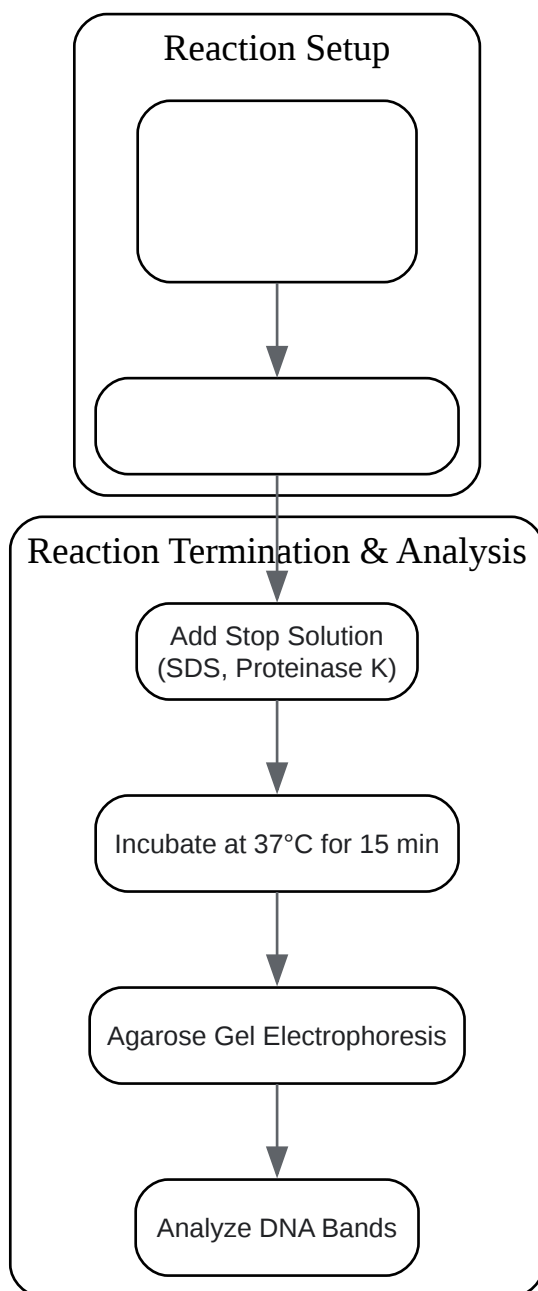 Reaction Setup
Reaction Termination & Analysis
Add Stop Solution
(SDS, Proteinase K)
Incubate at 37°C for 15 min
Agarose Gel Electrophoresis
Analyze DNA Bands